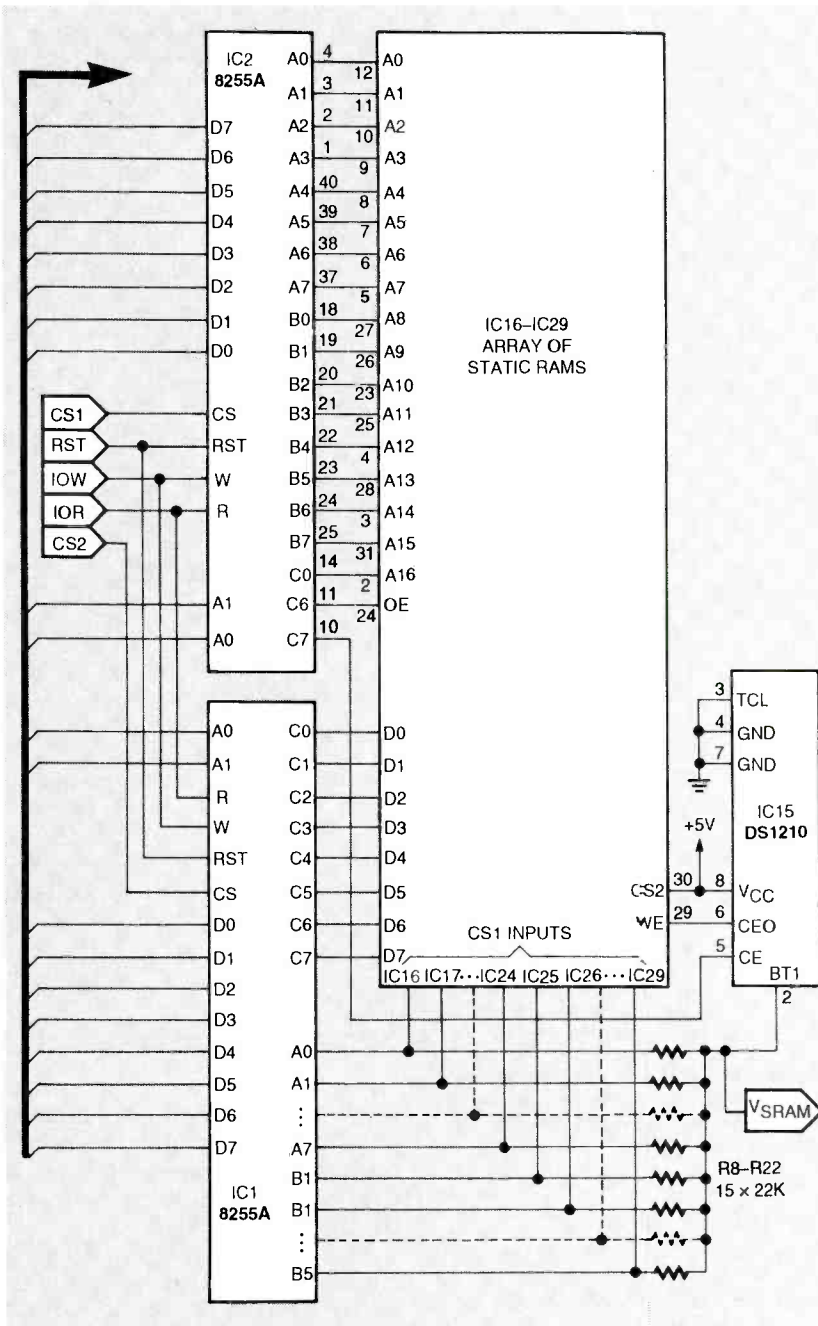 IC2
8255A
D7
D6
D5
D4
D3
D2
D1
D0
CS
RST
W
R
A1
A0
A0
A1
A2
A3
A4
A5
A6
A7
B0
B1
B2
B3
B4
B5
B6
B7
C0
C6
C7
4
3
2
1
40
39
38
37
18
19
20
21
22
23
24
25
14
11
10
12
11
10
9
8
7
6
5
27
26
23
25
4
28
3
31
2
24
A0
A1
A2
A3
A4
A5
A6
A7
A8
A9
A10
A11
A12
A13
A14
A15
A16
OE
IC16–IC29
ARRAY OF
STATIC RAMS
CS1
RST
IOW
IOR
CS2
A0
A1
R
W
RST
CS
D0
D1
D2
D3
D4
D5
D6
D7
C0
C1
C2
C3
C4
C5
C6
C7
D0
D1
D2
D3
D4
D5
D6
D7
CS2
WE
30
29
CS1 INPUTS
IC16 IC17···IC24 IC25 IC26···IC29
3
4
7
8
6
5
TCL
GND
GND
IC15
DS1210
+5V
VCC
CEO
CE
BT1
2
A0
A1
⋮
A7
B1
B1
⋮
B5
IC1
8255A
VSRAM
R8–R22
15 × 22K